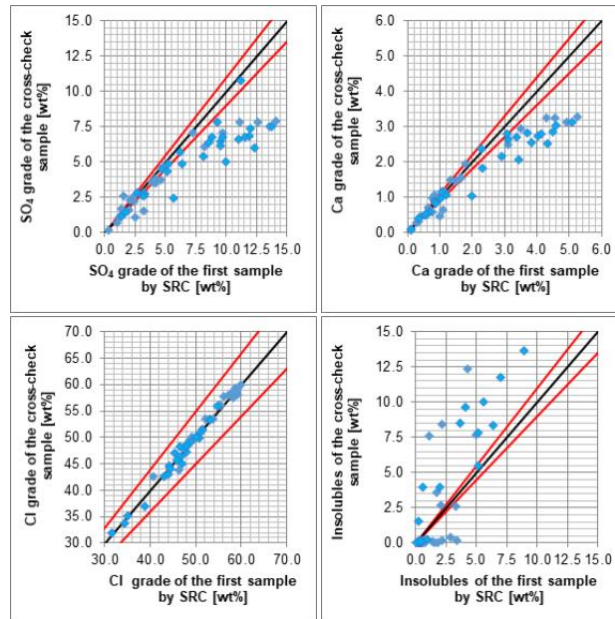 SO₄ grade of the cross-check
sample [wt%]
15.0
12.5
10.0
7.5
5.0
2.5
0.0
0.0 2.5 5.0 7.5 10.0 12.5 15.0
SO₄ grade of the first sample
by SRC [wt%]
Ca grade of the cross-check
sample [wt%]
6.0
5.0
4.0
3.0
2.0
1.0
0.0
0.0 1.0 2.0 3.0 4.0 5.0 6.0
Ca grade of the first sample
by SRC [wt%]
Cl grade of the cross-check
sample [wt%]
70.0
65.0
60.0
55.0
50.0
45.0
40.0
35.0
30.0
30.0 40.0 50.0 60.0 70.0
Cl grade of the first sample
by SRC [wt%]
Insolubles of the cross-check
sample [wt%]
15.0
12.5
10.0
7.5
5.0
2.5
0.0
0.0 2.5 5.0 7.5 10.0 12.5 15.0
Insolubles of the first sample
by SRC [wt%]